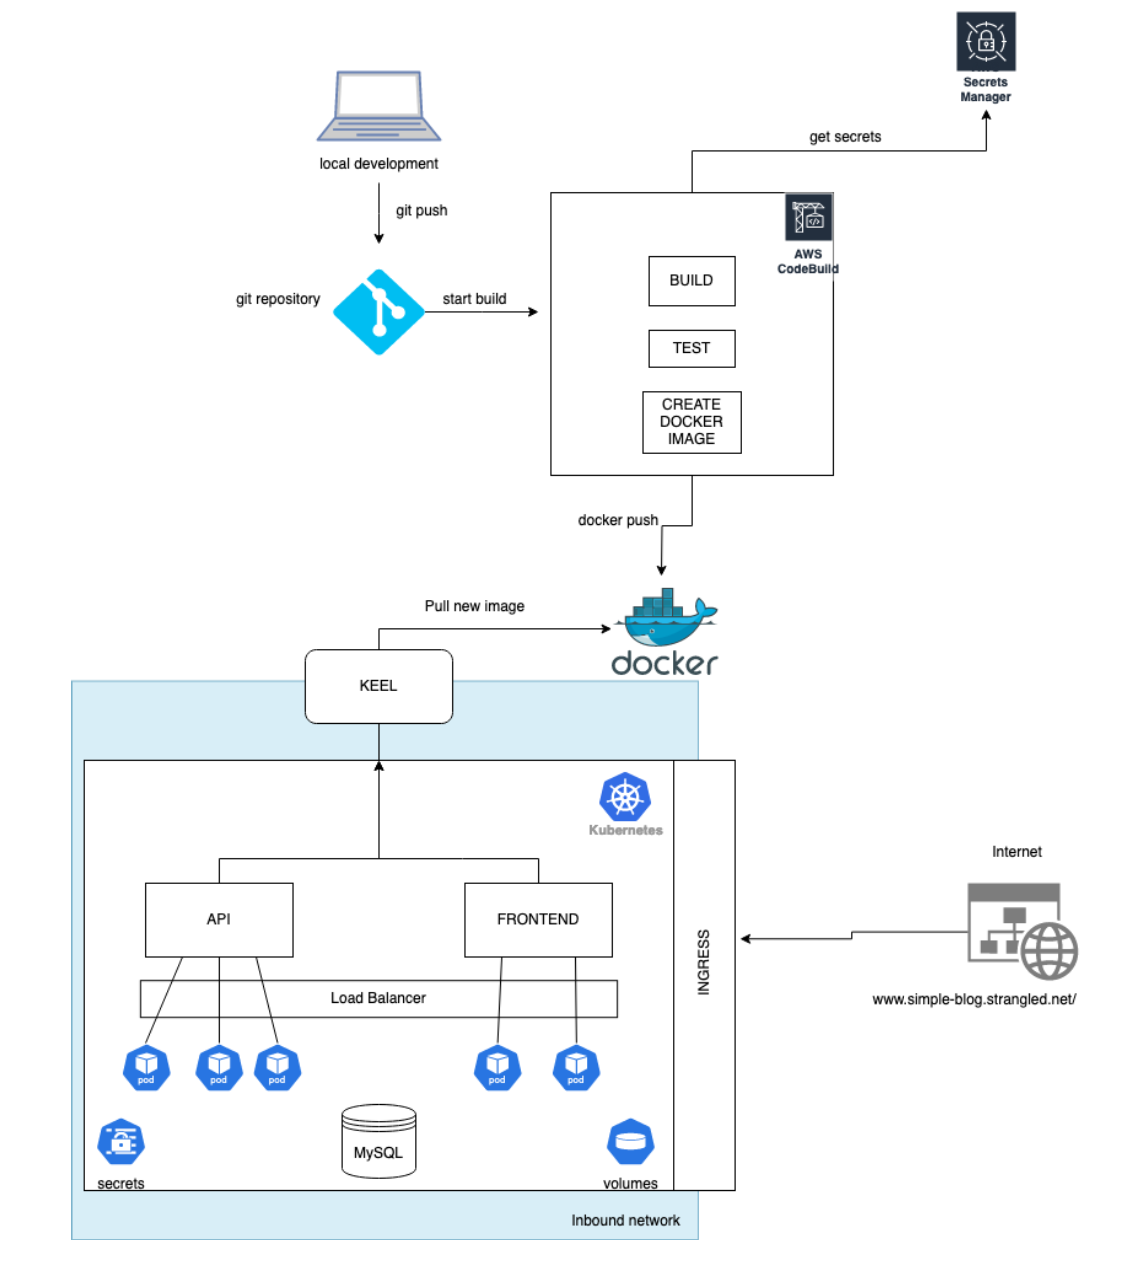 Secrets
Manager
get secrets
local development
git push
AWS
CodeBuild
BUILD
git repository
start build
TEST
CREATE
DOCKER
IMAGE
docker push
Pull new image
docker
KEEL
Kubernetes
Internet
API
FRONTEND
INGRESS
Load Balancer
www.simple-blog.strangled.net/
pod
pod
pod
pod
pod
MySQL
secrets
volumes
Inbound network